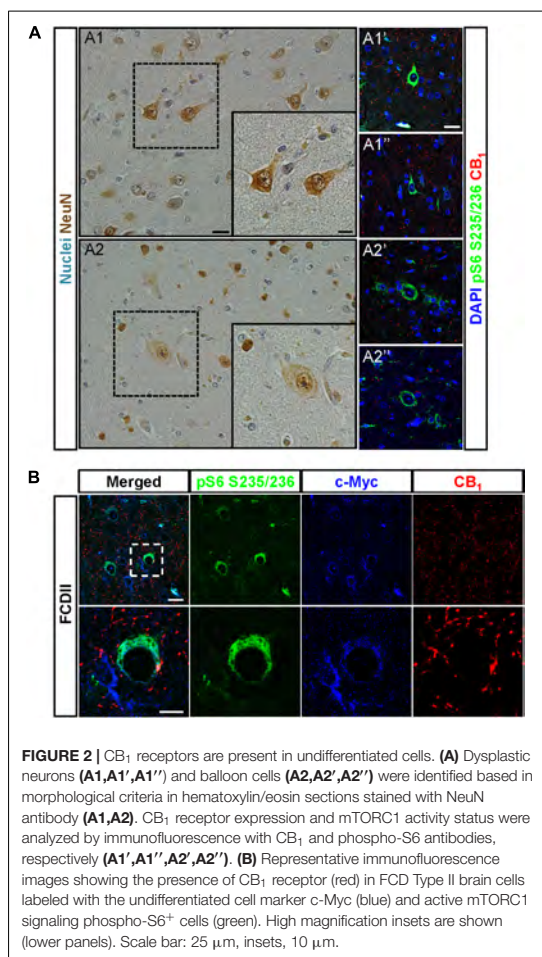 A
A1
A1'
A1''
A2
A2'
A2''
Nuclei NeuN
DAPI pS6 S235/236 CB1
B
Merged
pS6 S235/236
c-Myc
CB1
FCDII
FIGURE 2 | CB1 receptors are present in undifferentiated cells. (A) Dysplastic
neurons (A1,A1′,A1′′) and balloon cells (A2,A2′,A2′′) were identified based in
morphological criteria in hematoxylin/eosin sections stained with NeuN
antibody (A1,A2). CB1 receptor expression and mTORC1 activity status were
analyzed by immunofluorescence with CB1 and phospho-S6 antibodies,
respectively (A1′,A1′′,A2′,A2′′). (B) Representative immunofluorescence
images showing the presence of CB1 receptor (red) in FCD Type II brain cells
labeled with the undifferentiated cell marker c-Myc (blue) and active mTORC1
signaling phospho-S6+ cells (green). High magnification insets are shown
(lower panels). Scale bar: 25 μm, insets, 10 μm.